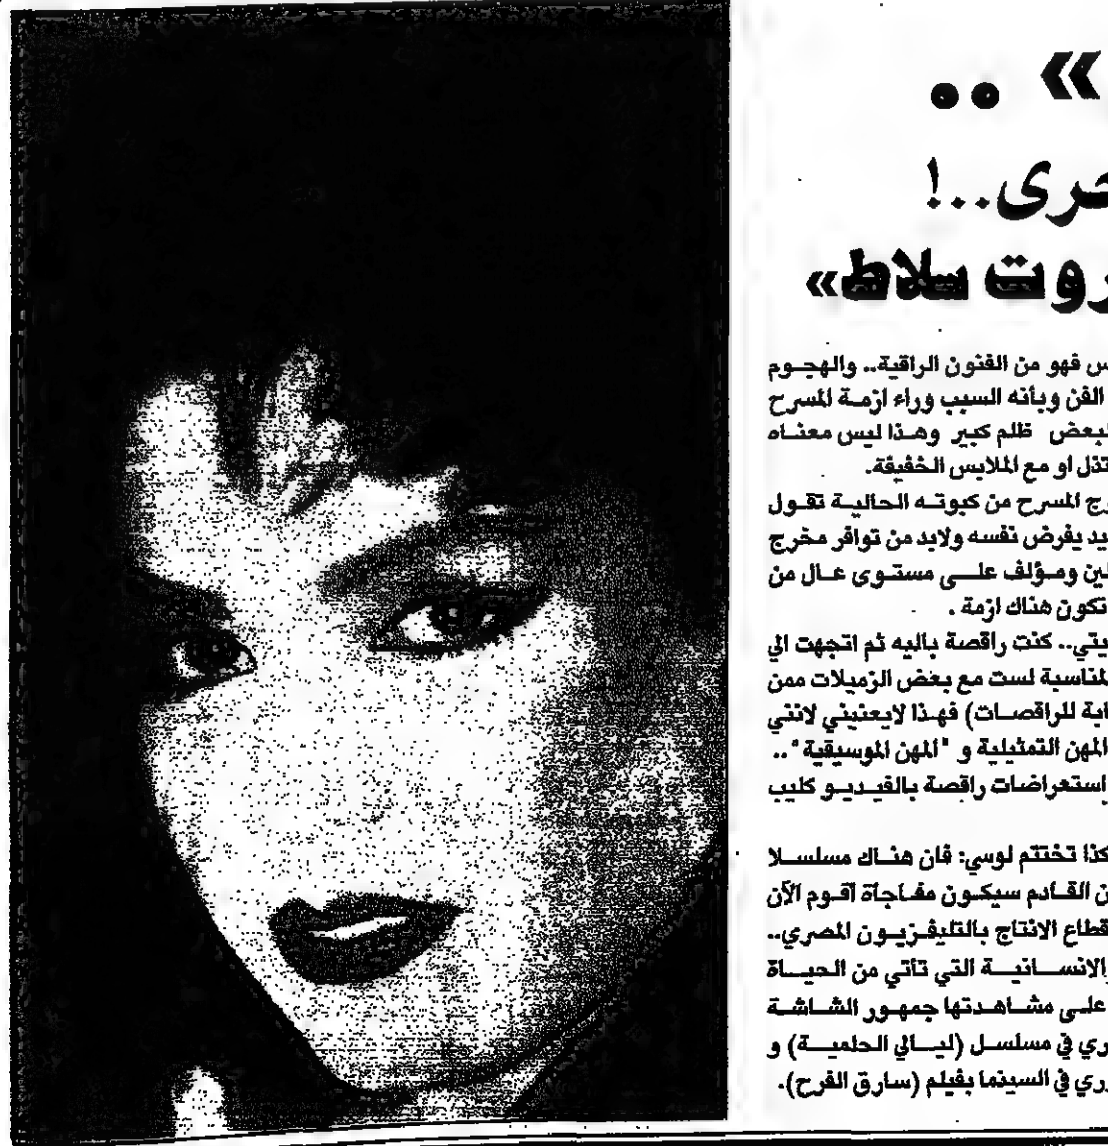 » ..
حرى..!
روت سلاط»
س فهو من الفنون الراقية.. والهجوم
الفن وبأنه السبب وراء ازمة المسرح
لبعض ظلم كبير وهذا ليس معناه
تذل او مع الملابس الخفيفة.
رج المسرح من كبوته الحالية تقول
يد يفرض نفسه ولابد من توافر مخرج
لين ومؤلف على مستوى عال من
تكون هناك ازمة .
يتي.. كنت راقصة باليه ثم اتجهت الي
لمناسبة لست مع بعض الزميلات ممن
ابة للراقصات) فهذا لايعنيني لانني
المهن التمثيلية و "المهن الموسيقية"..
استعراضات راقصة بالفيديو كليب
كذا تختتم لوسي: فان هناك مسلسلا
ن القادم سيكون مفاجاة اقوم الآن
قطاع الانتاج بالتليفزيون المصري..
الانسانية التي تأتي من الحياة
على مشاهدتها جمهور الشاشة
ري في مسلسل (ليالي الحلمية) و
ري في السينما بفيلم (سارق الفرح).